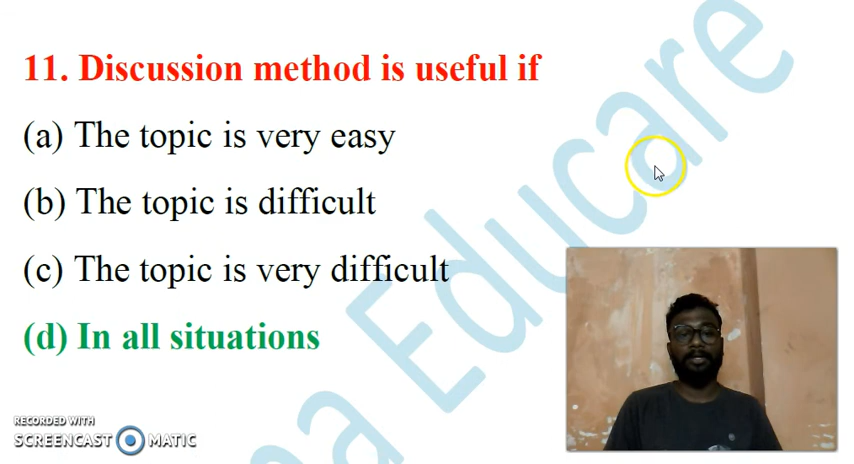 11. Discussion method is useful if
(a) The topic is very easy
(b) The topic is difficult
(c) The topic is very difficult
(d) In all situations
Educare
RECORDED WITH
SCREENCAST MATIC